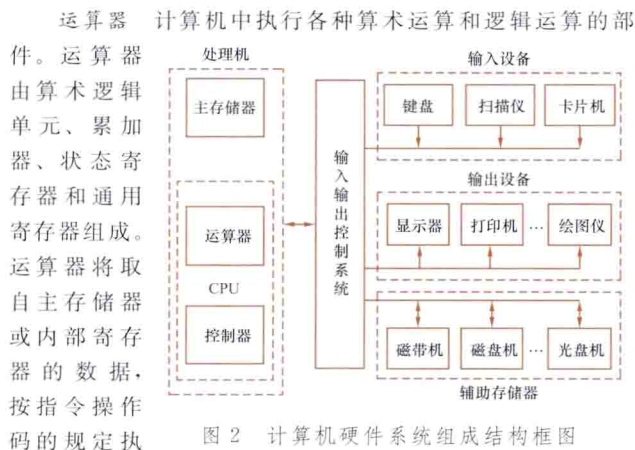 运算器 计算机中执行各种算术运算和逻辑运算的部
件。运算器
由算术逻辑
单元、累加
器、状态寄
存器和通用
寄存器组成。
运算器将取
自主存储器
或内部寄存
器的数据,
按指令操作
码的规定执
处理机
主存储器
运算器
CPU
控制器
输入输出控制系统
输入设备
键盘 扫描仪 卡片机
输出设备
显示器 打印机 … 绘图仪
磁带机 磁盘机 … 光盘机
辅助存储器
图 2 计算机硬件系统组成结构框图